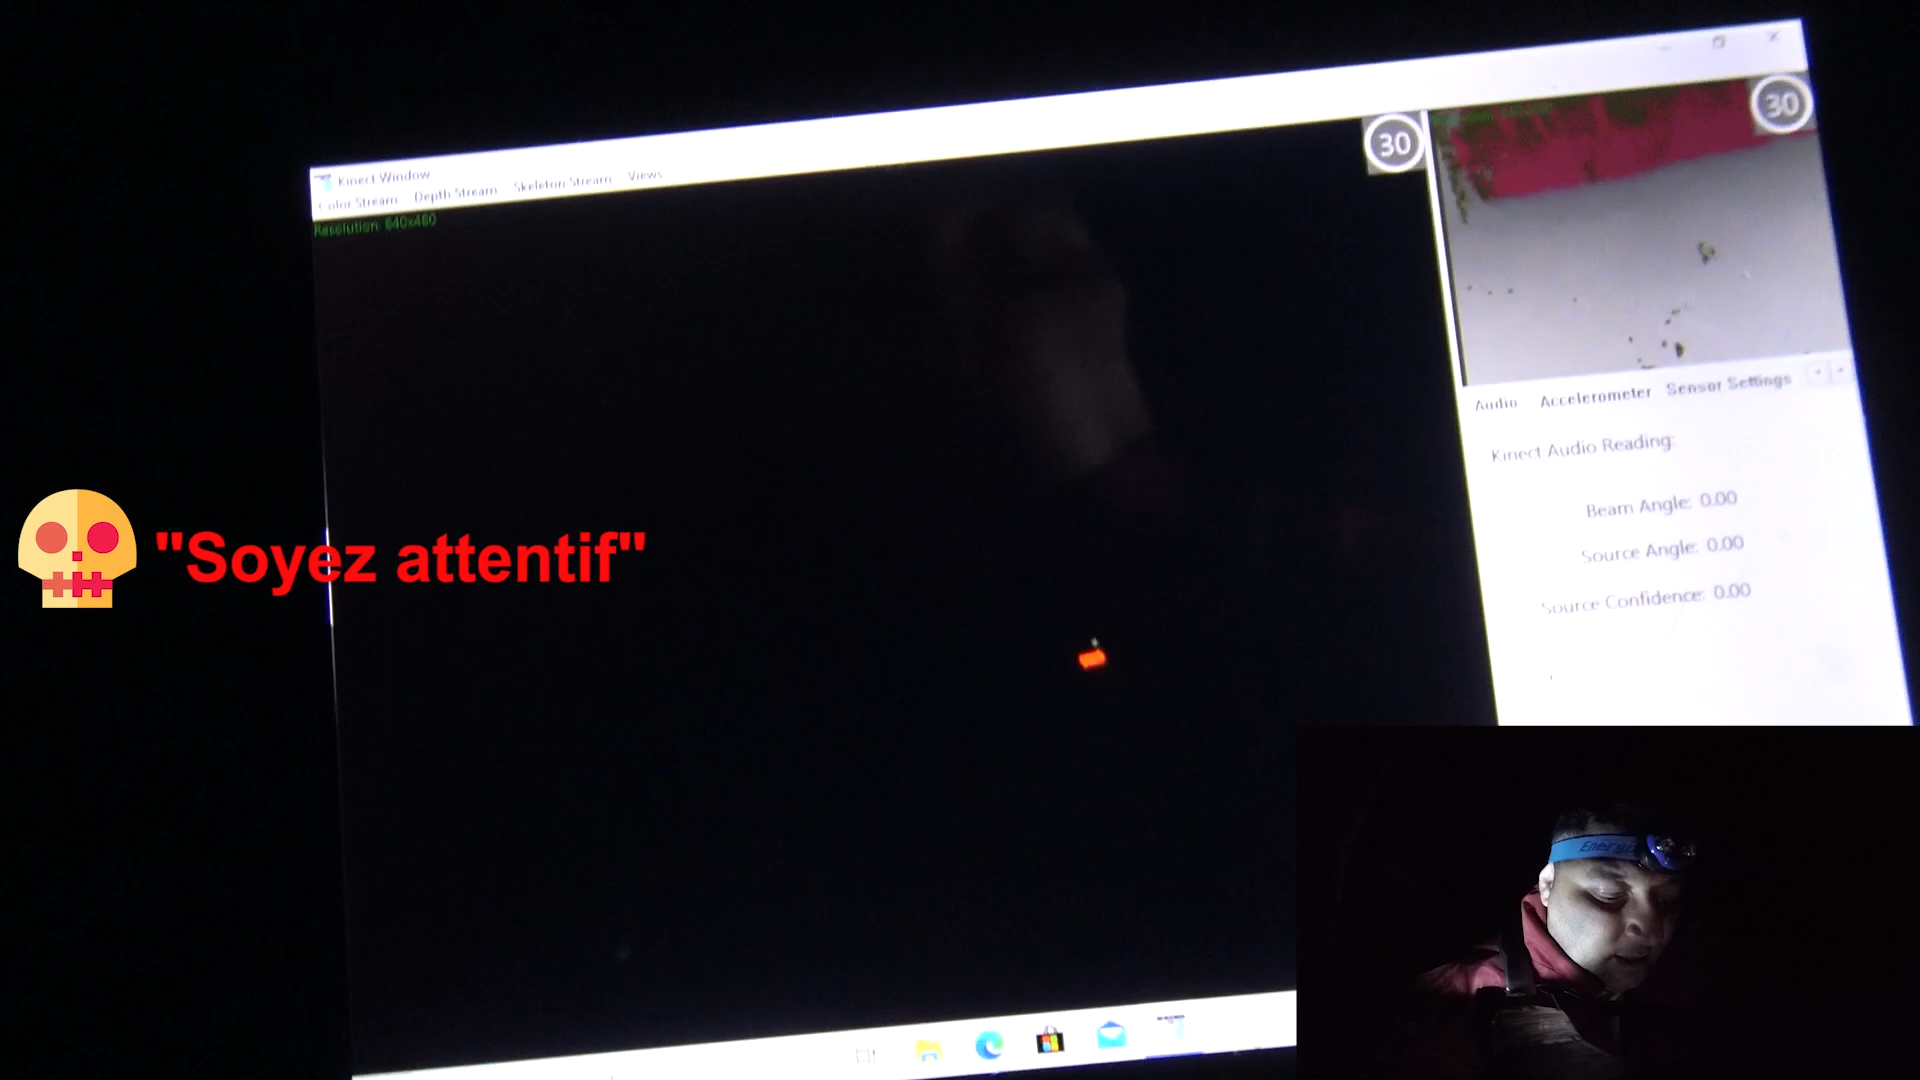 Kinect Window
Color Stream Depth Stream Skeleton Stream Views
Resolution: 640x480
30
30
Audio Accelerometer Sensor Settings
Kinect Audio Reading:
Beam Angle: 0.00
Source Angle: 0.00
Source Confidence: 0.00
"Soyez attentif"